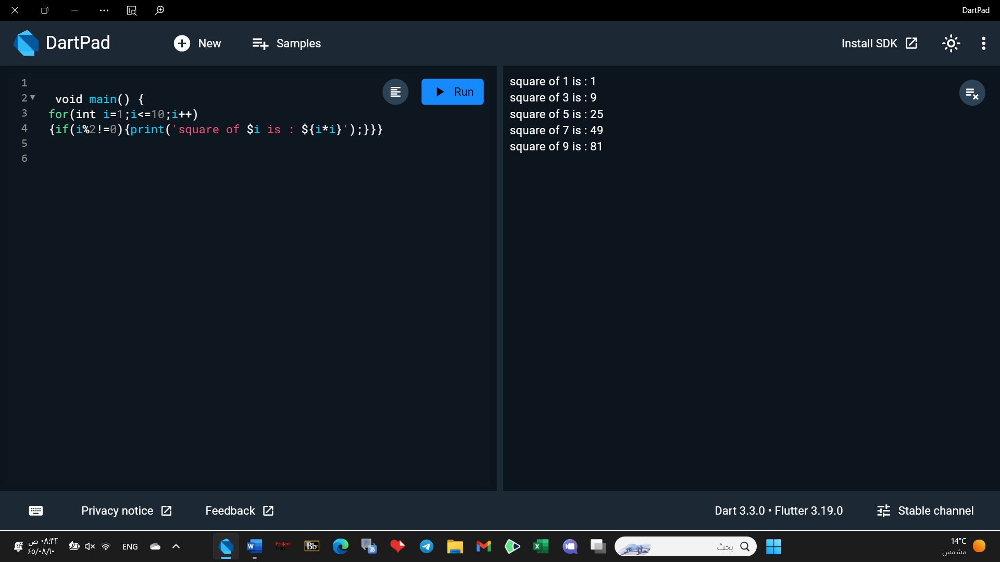 DartPad
DartPad
New
Samples
Install SDK
1
2 void main() {
3 for(int i=1;i<=10;i++)
4 {if(i%2!=0){print('square of $i is : ${i*i}');}}}
5
6
Run
square of 1 is : 1
square of 3 is : 9
square of 5 is : 25
square of 7 is : 49
square of 9 is : 81
Privacy notice
Feedback
Dart 3.3.0 • Flutter 3.19.0
Stable channel
٠٨:٣٢ ص
٤٥/٠٨/١٠
ENG
W
Project
Bb
X
بحث
14°C
مشمس